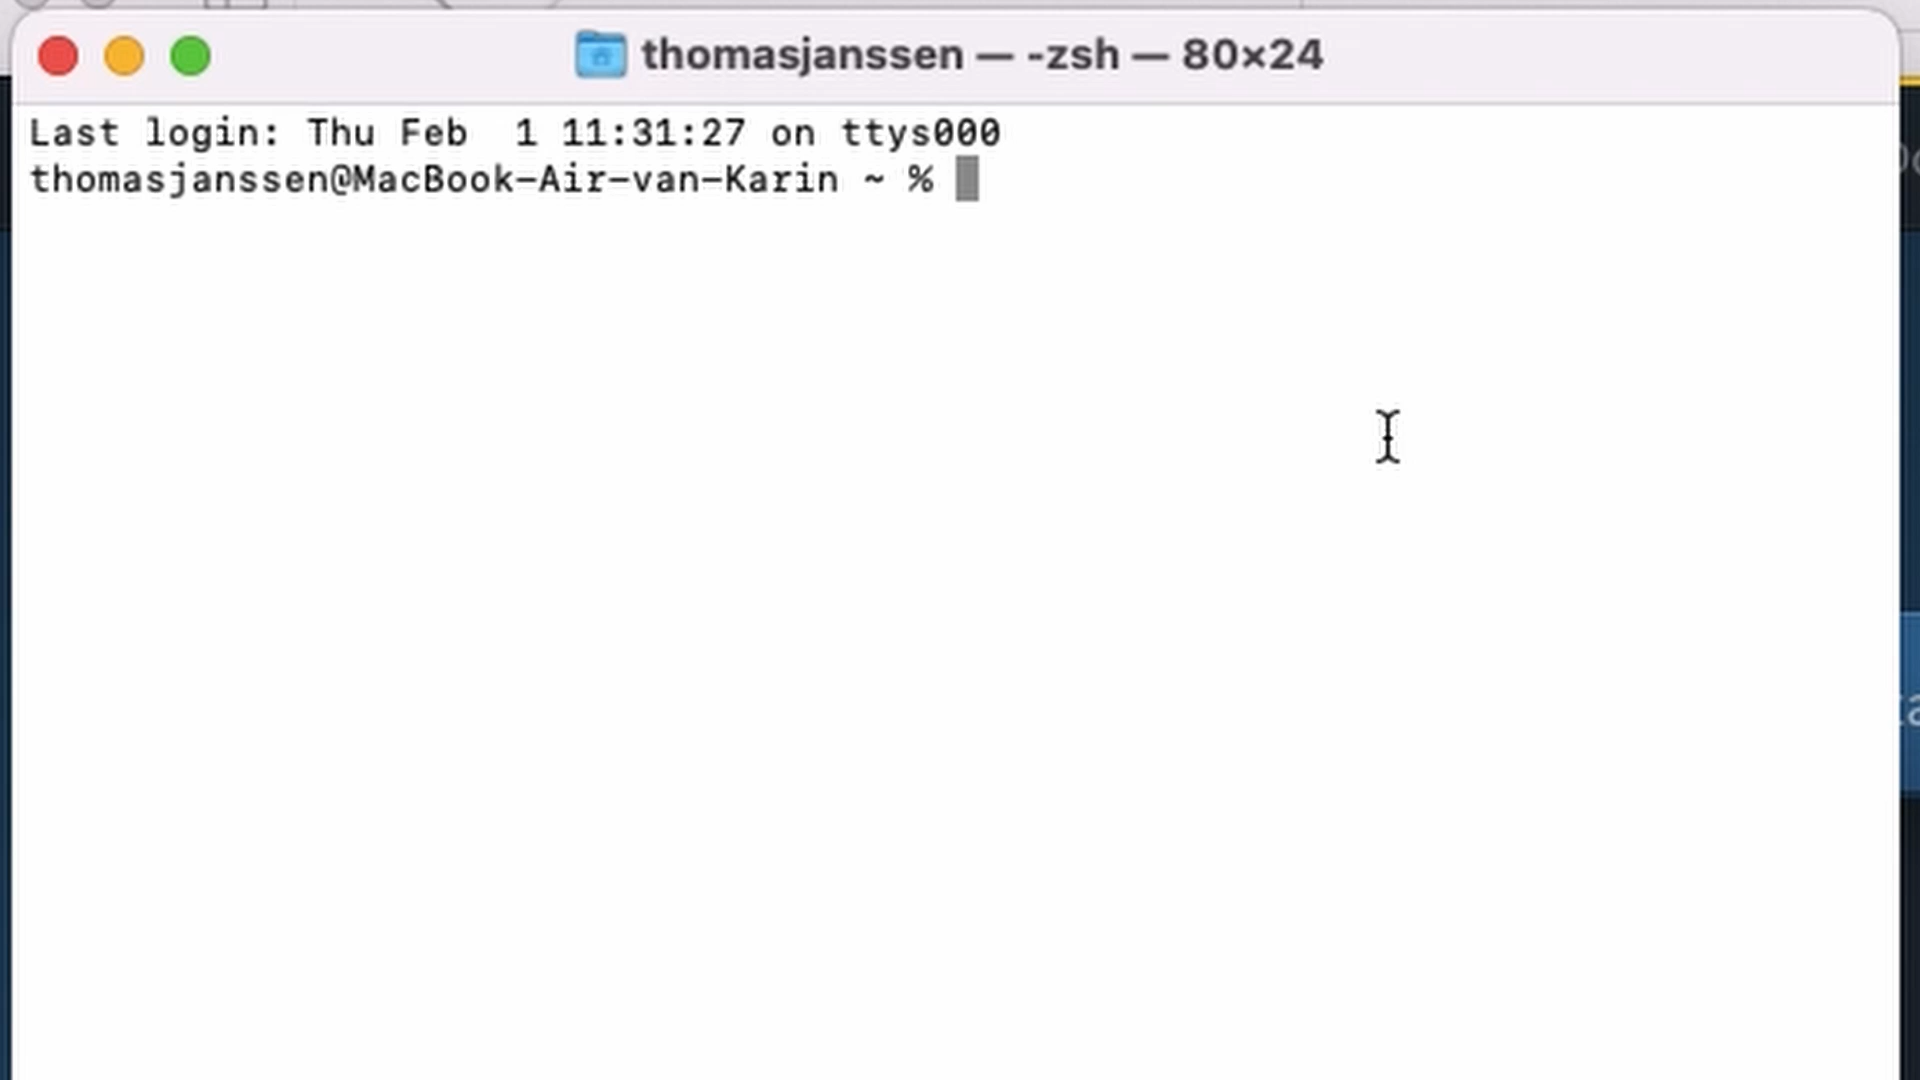 thomasjanssen — -zsh — 80×24
Last login: Thu Feb  1 11:31:27 on ttys000
thomasjanssen@MacBook-Air-van-Karin ~ %